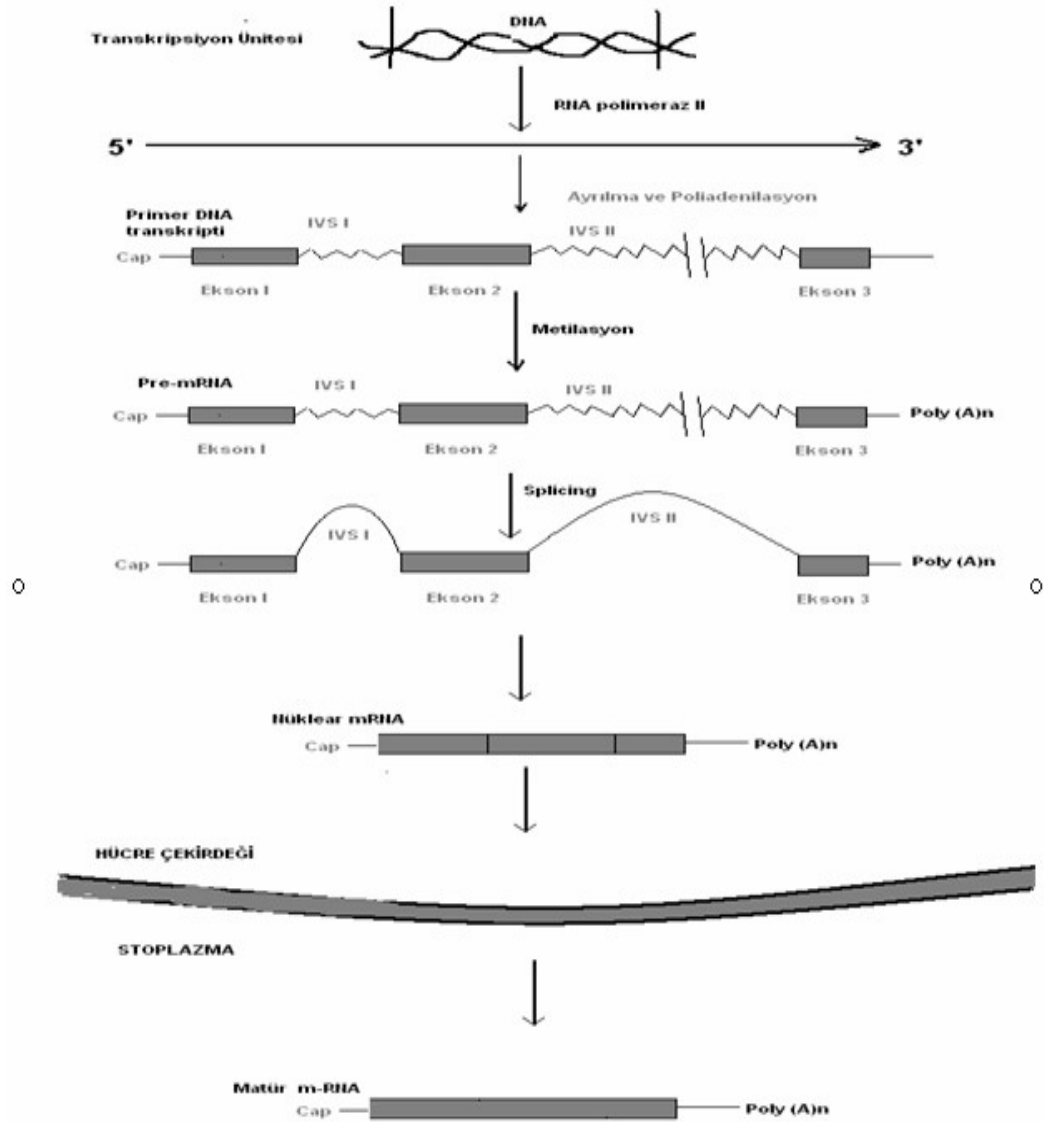 DNA
Transkripsiyon Ünitesi
RNA polimeraz II
5' 3'
Ayrılma ve Poliadenilasyon
Primer DNA
transkripti
IVS I IVS II
Cap
Ekson I Ekson 2 Ekson 3
Metilasyon
Pre-mRNA
IVS I IVS II
Cap Poly (A)n
Ekson I Ekson 2 Ekson 3
Splicing
IVS I IVS II
Cap Poly (A)n
Ekson I Ekson 2 Ekson 3
Nüklear mRNA
Cap Poly (A)n
HÜCRE ÇEKİRDEĞİ
STOPLAZMA
Matür m-RNA
Cap Poly (A)n